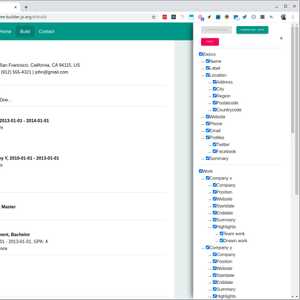 me-builder.js.org/#/build
Home Build Contact
San Francisco, California, CA 94115, US
(912) 555-4321 | john@gmail.com
Doe...
2013-01-01 - 2014-01-01
y Y, 2010-01-01 - 2013-01-01
Master
ment, Bachelor
01 - 2013-01-01, GPA: 4
Basics
Name
Label
Location
Address
City
Region
Postalcode
Countrycode
Website
Phone
Email
Profiles
Twitter
Facebook
Summary
Work
Company x
Company
Position
Website
Startdate
Enddate
Summary
Highlights
Team work
Drawn work
Company y
Company
Position
Website
Startdate
Enddate
Summary
Highlights